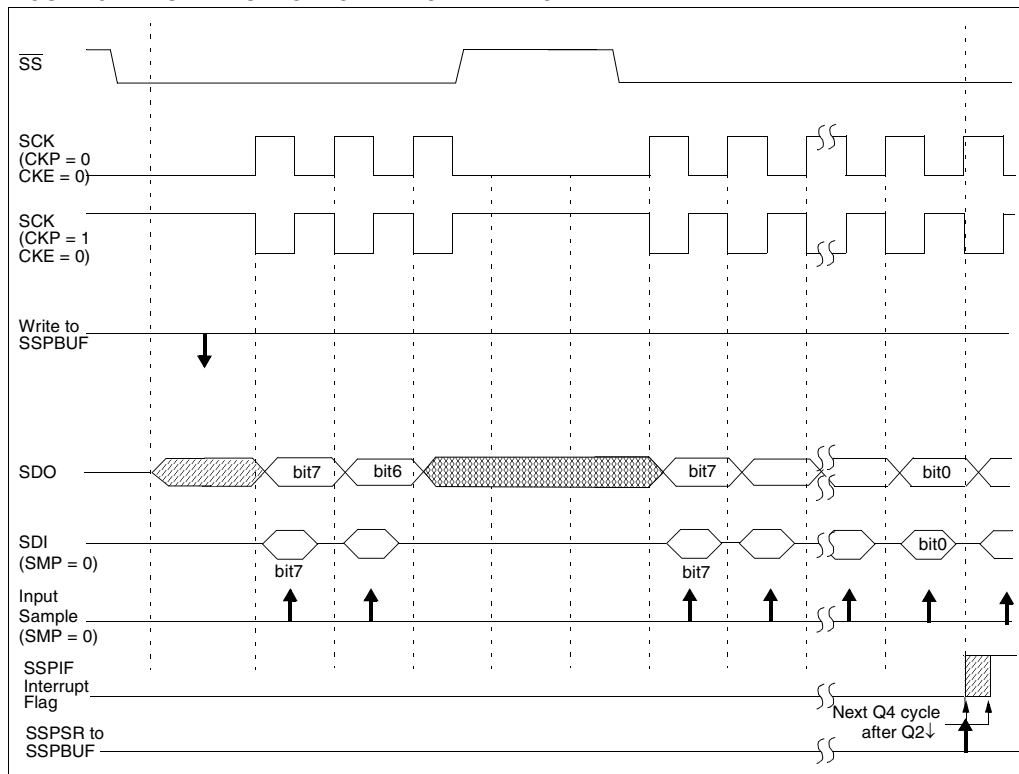 SS
SCK
(CKP = 0
CKE = 0)
SCK
(CKP = 1
CKE = 0)
Write to
SSPBUF
SDO
bit7
bit6
bit7
bit0
SDI
(SMP = 0)
bit7
bit7
bit0
Input
Sample
(SMP = 0)
SSPIF
Interrupt
Flag
Next Q4 cycle
after Q2↓
SSPSR to
SSPBUF